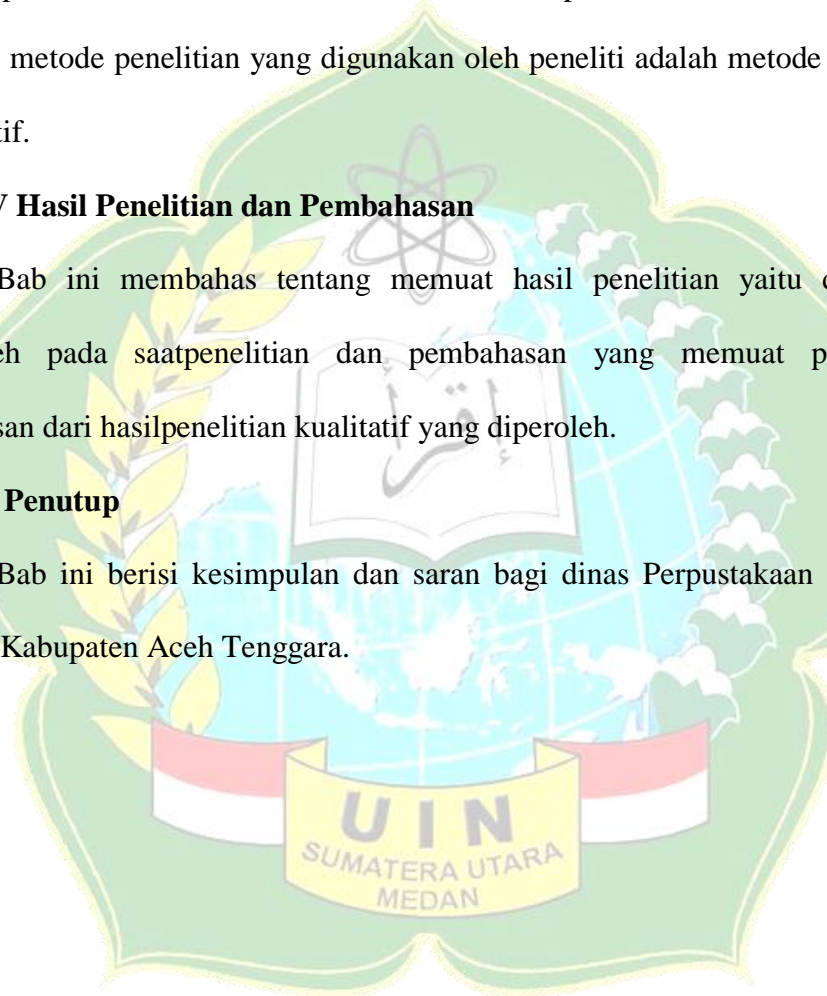 metode penelitian yang digunakan oleh peneliti adalah metode
tif.
Hasil Penelitian dan Pembahasan
Bab ini membahas tentang memuat hasil penelitian yaitu
eh pada saatpenelitian dan pembahasan yang memuat
san dari hasilpenelitian kualitatif yang diperoleh.
Penutup
Bab ini berisi kesimpulan dan saran bagi dinas Perpustakaan
Kabupaten Aceh Tenggara.
إقرأ
UIN
SUMATERA UTARA
MEDAN